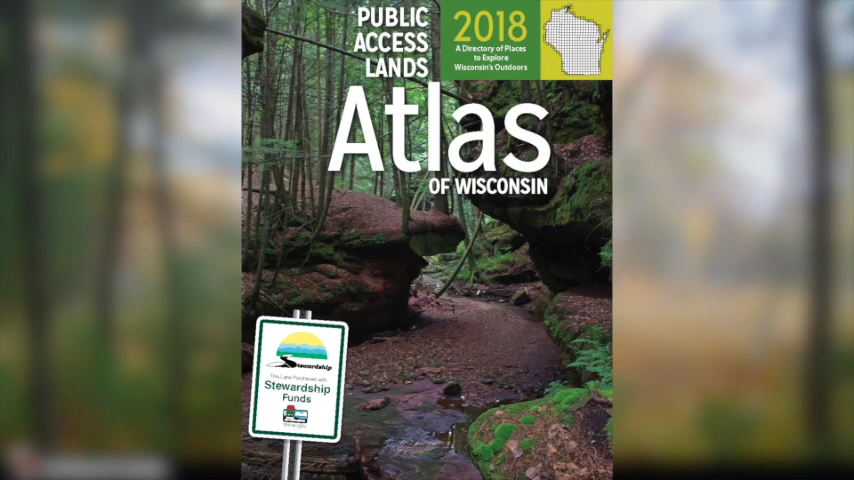 PUBLIC
ACCESS
LANDS
2018
A Directory of Places
to Explore
Wisconsin's Outdoors
Atlas
OF WISCONSIN
Stewardship
This Land Purchased with
Stewardship
Funds